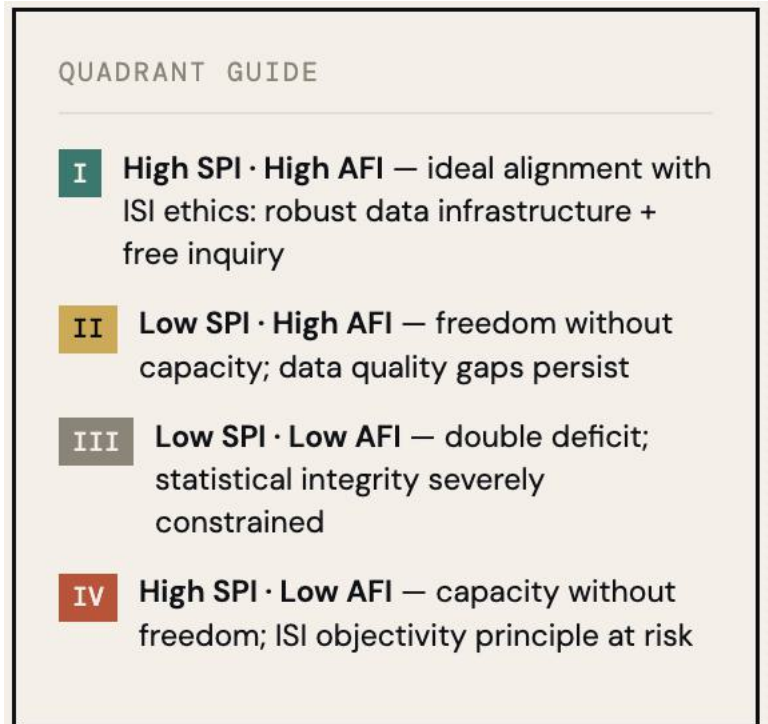 QUADRANT GUIDE
I High SPI · High AFI — ideal alignment with
ISI ethics: robust data infrastructure +
free inquiry
II Low SPI · High AFI — freedom without
capacity; data quality gaps persist
III Low SPI · Low AFI — double deficit;
statistical integrity severely
constrained
IV High SPI · Low AFI — capacity without
freedom; ISI objectivity principle at risk